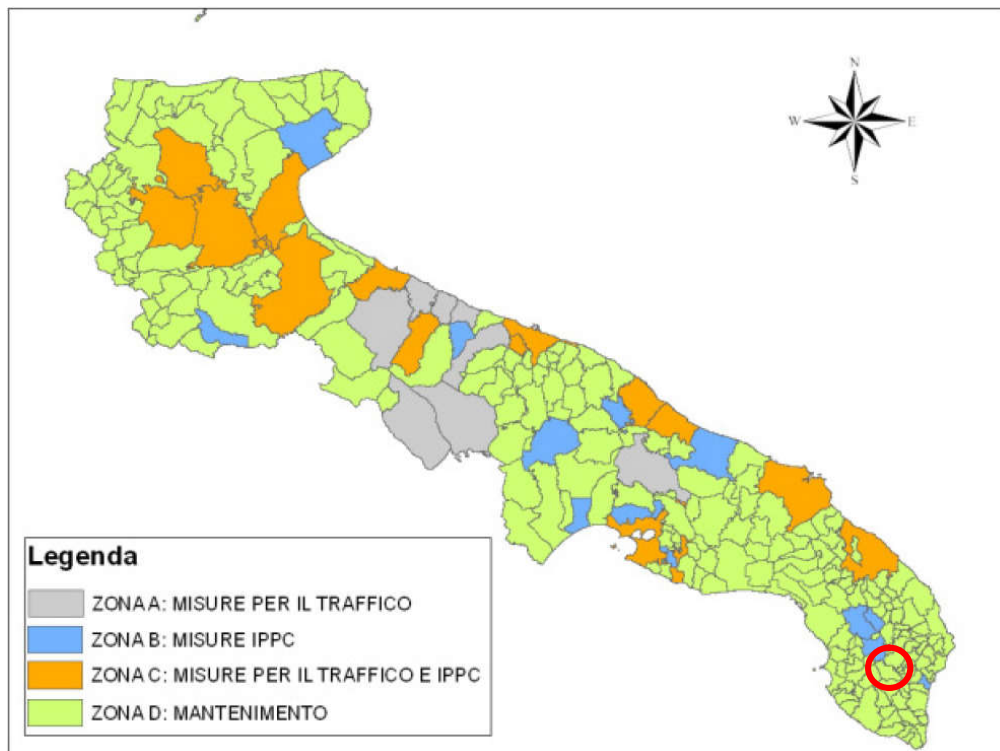 N
W E
S
Legenda
ZONA A: MISURE PER IL TRAFFICO
ZONA B: MISURE IPPC
ZONA C: MISURE PER IL TRAFFICO E IPPC
ZONA D: MANTENIMENTO